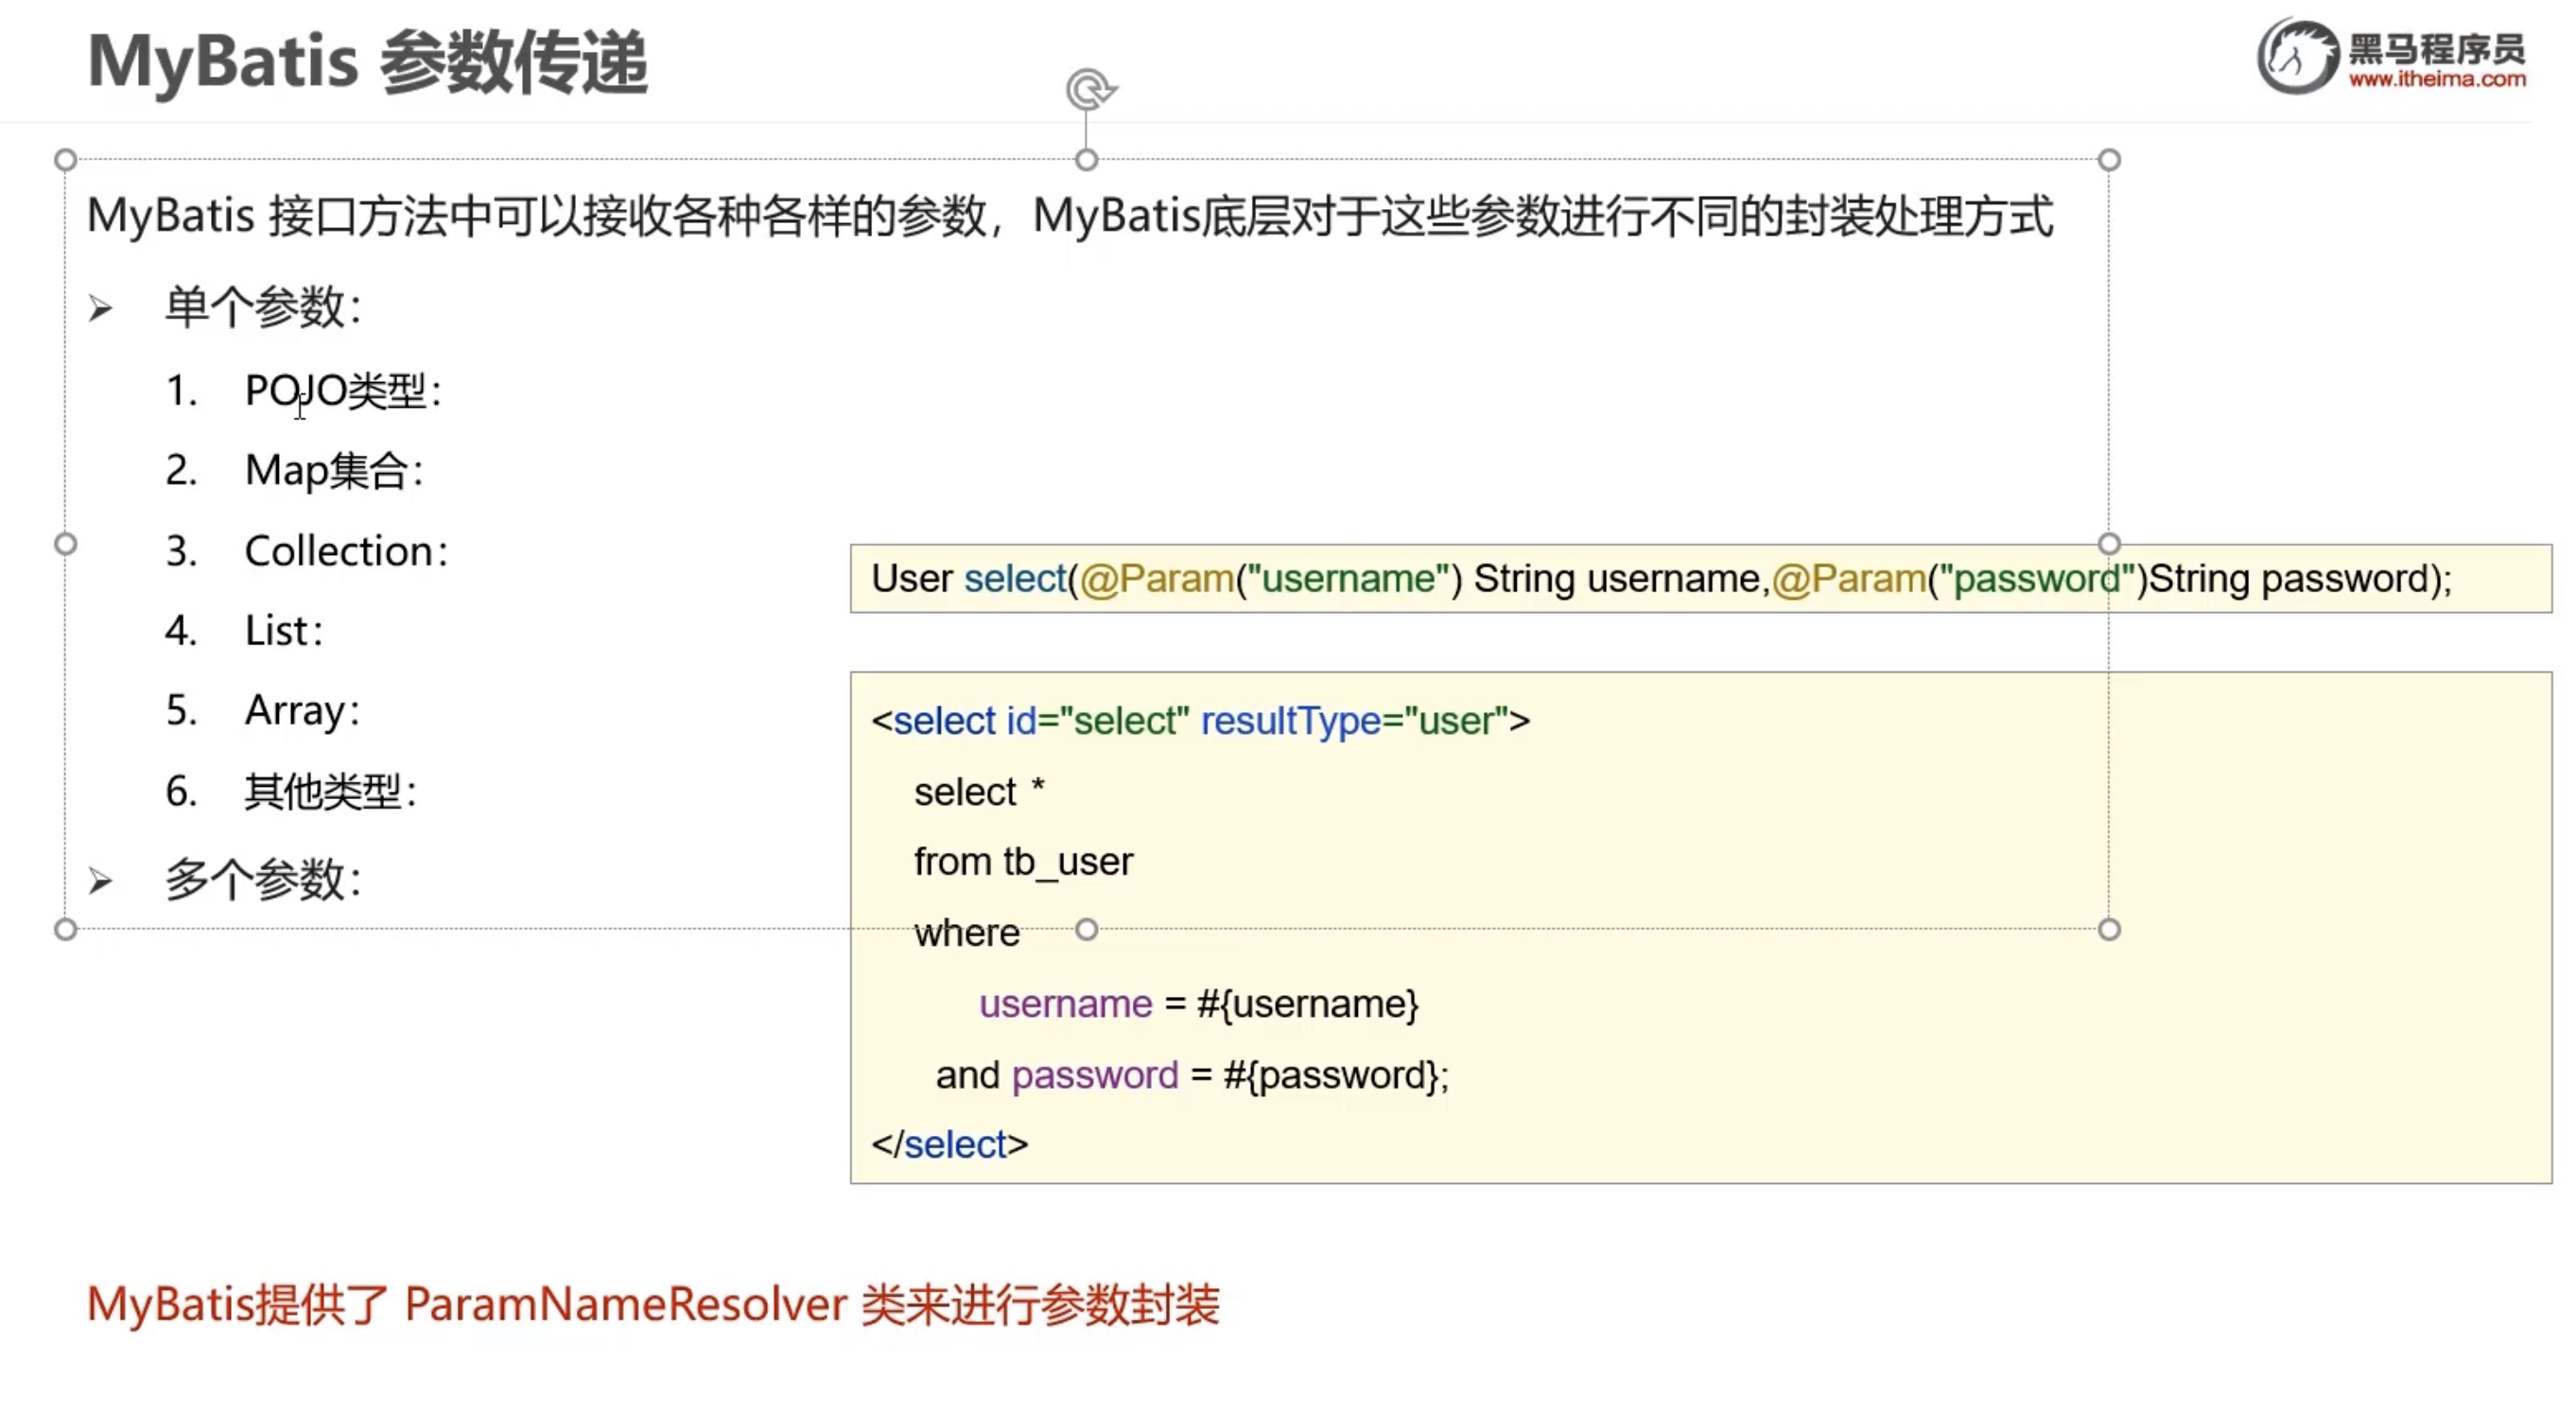 MyBatis 参数传递
黑马程序员
www.itheima.com
MyBatis 接口方法中可以接收各种各样的参数，MyBatis底层对于这些参数进行不同的封装处理方式
➢ 单个参数：
1. POJO类型：
2. Map集合：
3. Collection：
4. List：
5. Array：
6. 其他类型：
➢ 多个参数：
User select(@Param("username") String username,@Param("password")String password);
<select id="select" resultType="user">
select *
from tb_user
where
username = #{username}
and password = #{password};
</select>
MyBatis提供了 ParamNameResolver 类来进行参数封装